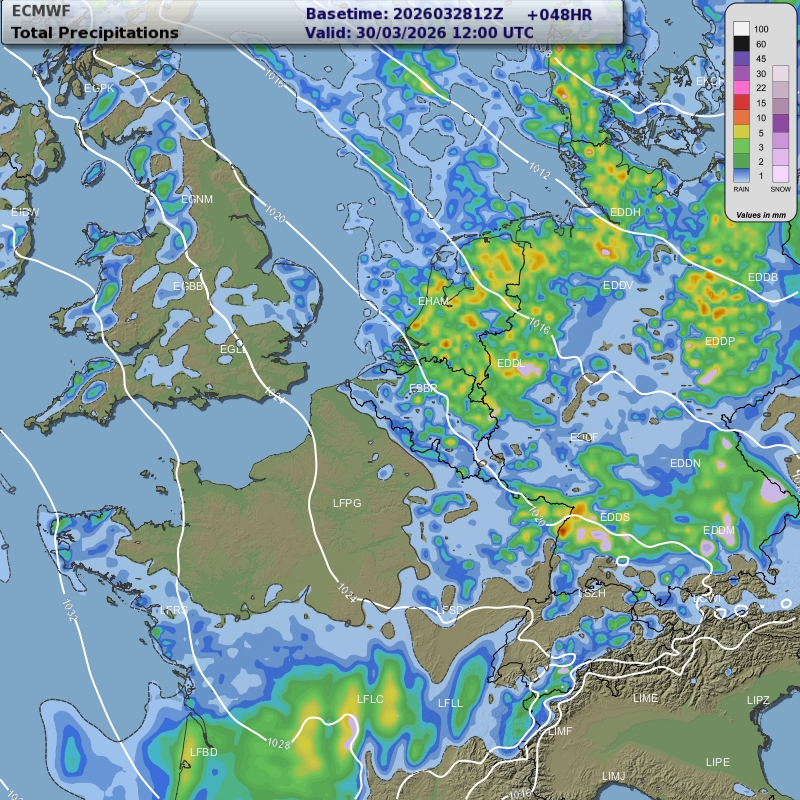 ECMWF
Basetime: 2026032812Z +048HR
Total Precipitations
Valid: 30/03/2026 12:00 UTC
100
60
45
30
22
15
10
5
3
2
1
RAIN SNOW
Values in mm
EGPK
1016
1012
EIDW
EGNM
1020
EDDH
EGBB
EDDV
EDDB
EHAM
1016
EDDP
EGLL
EDDL
EBBR
EDDF
EDDN
LFPG
1020
EDDS
EDDM
1024
LSZH
LFRS
LFSD
1032
LFLC
LFLL
LIME
LIPZ
LIMF
1028
LFBD
LIPE
LIMJ
1016